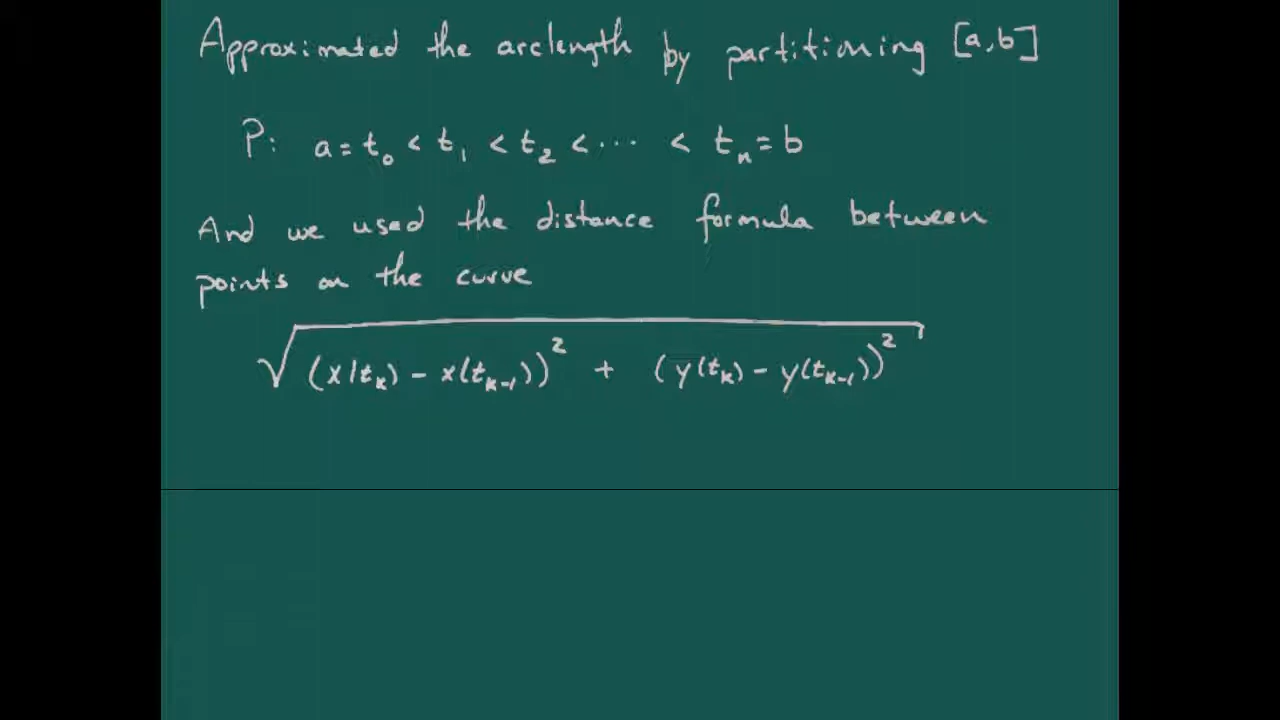 Approximated the arclength by partitioning [a,b]
P: a = t₀ < t₁ < t₂ < ··· < tₙ = b
And we used the distance formula between
points on the curve
√((x(tₖ) − x(tₖ₋₁))² + (y(tₖ) − y(tₖ₋₁))²)